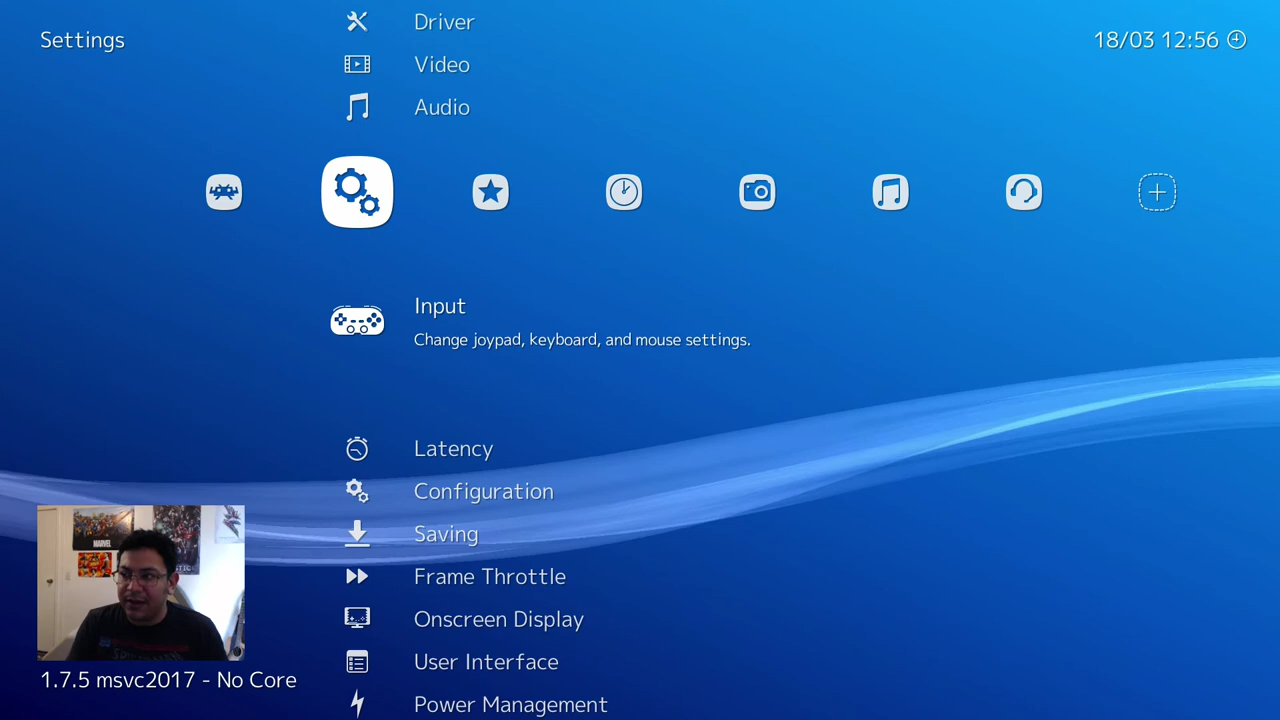 Driver
Settings
18/03 12:56
Video
Audio
Input
Change joypad, keyboard, and mouse settings.
Latency
Configuration
Saving
MARVEL
Frame Throttle
Onscreen Display
User Interface
1.7.5 msvc2017 - No Core
Power Management